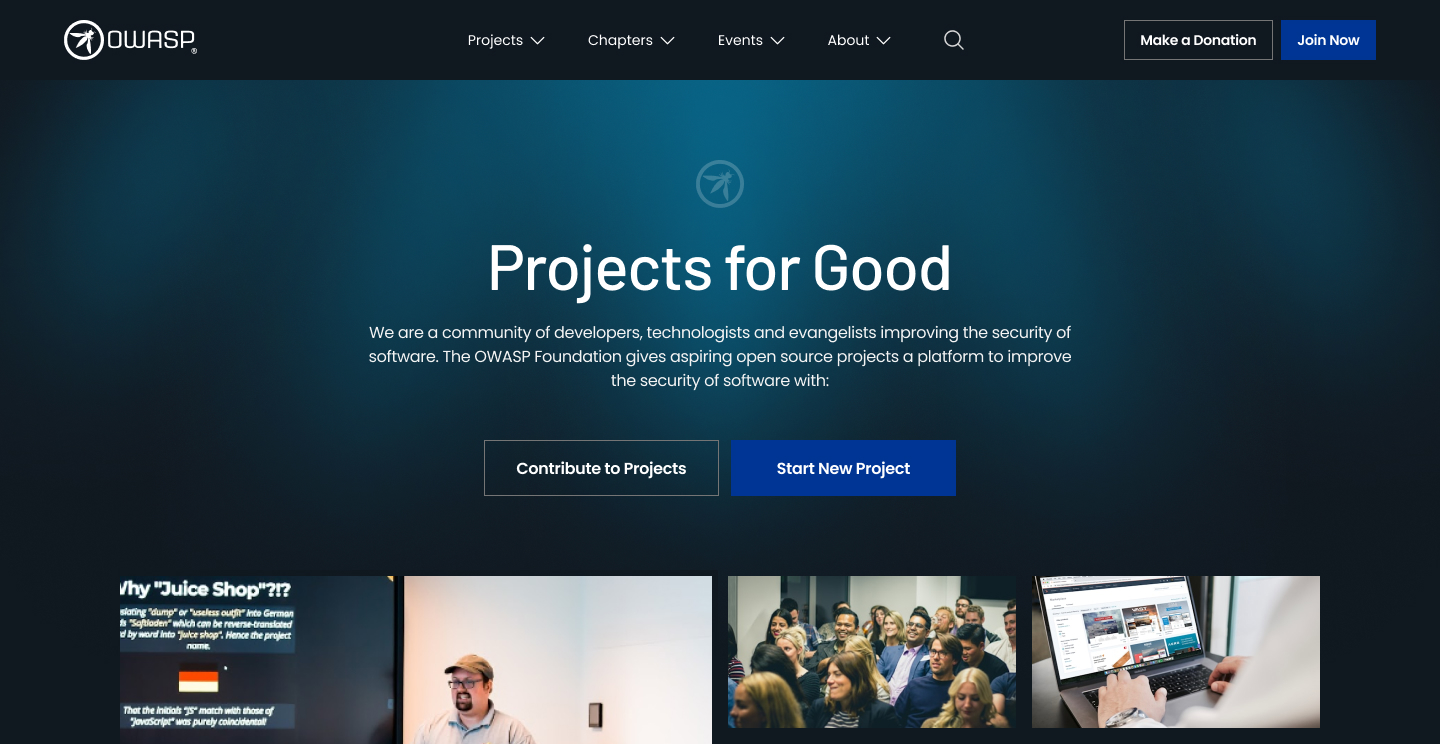 OWASP®
Projects
Chapters
Events
About
Make a Donation
Join Now
Projects for Good
We are a community of developers, technologists and evangelists improving the security of
software. The OWASP Foundation gives aspiring open source projects a platform to improve
the security of software with:
Contribute to Projects
Start New Project
Why "Juice Shop"?!?
slating "dump" or "useless outfit" into German
"Saftladen" which can be reverse-translated
d by word into "juice shop". Hence the project
name.
That the initials "JS" match with those of
"JavaScript" was purely coincidental!